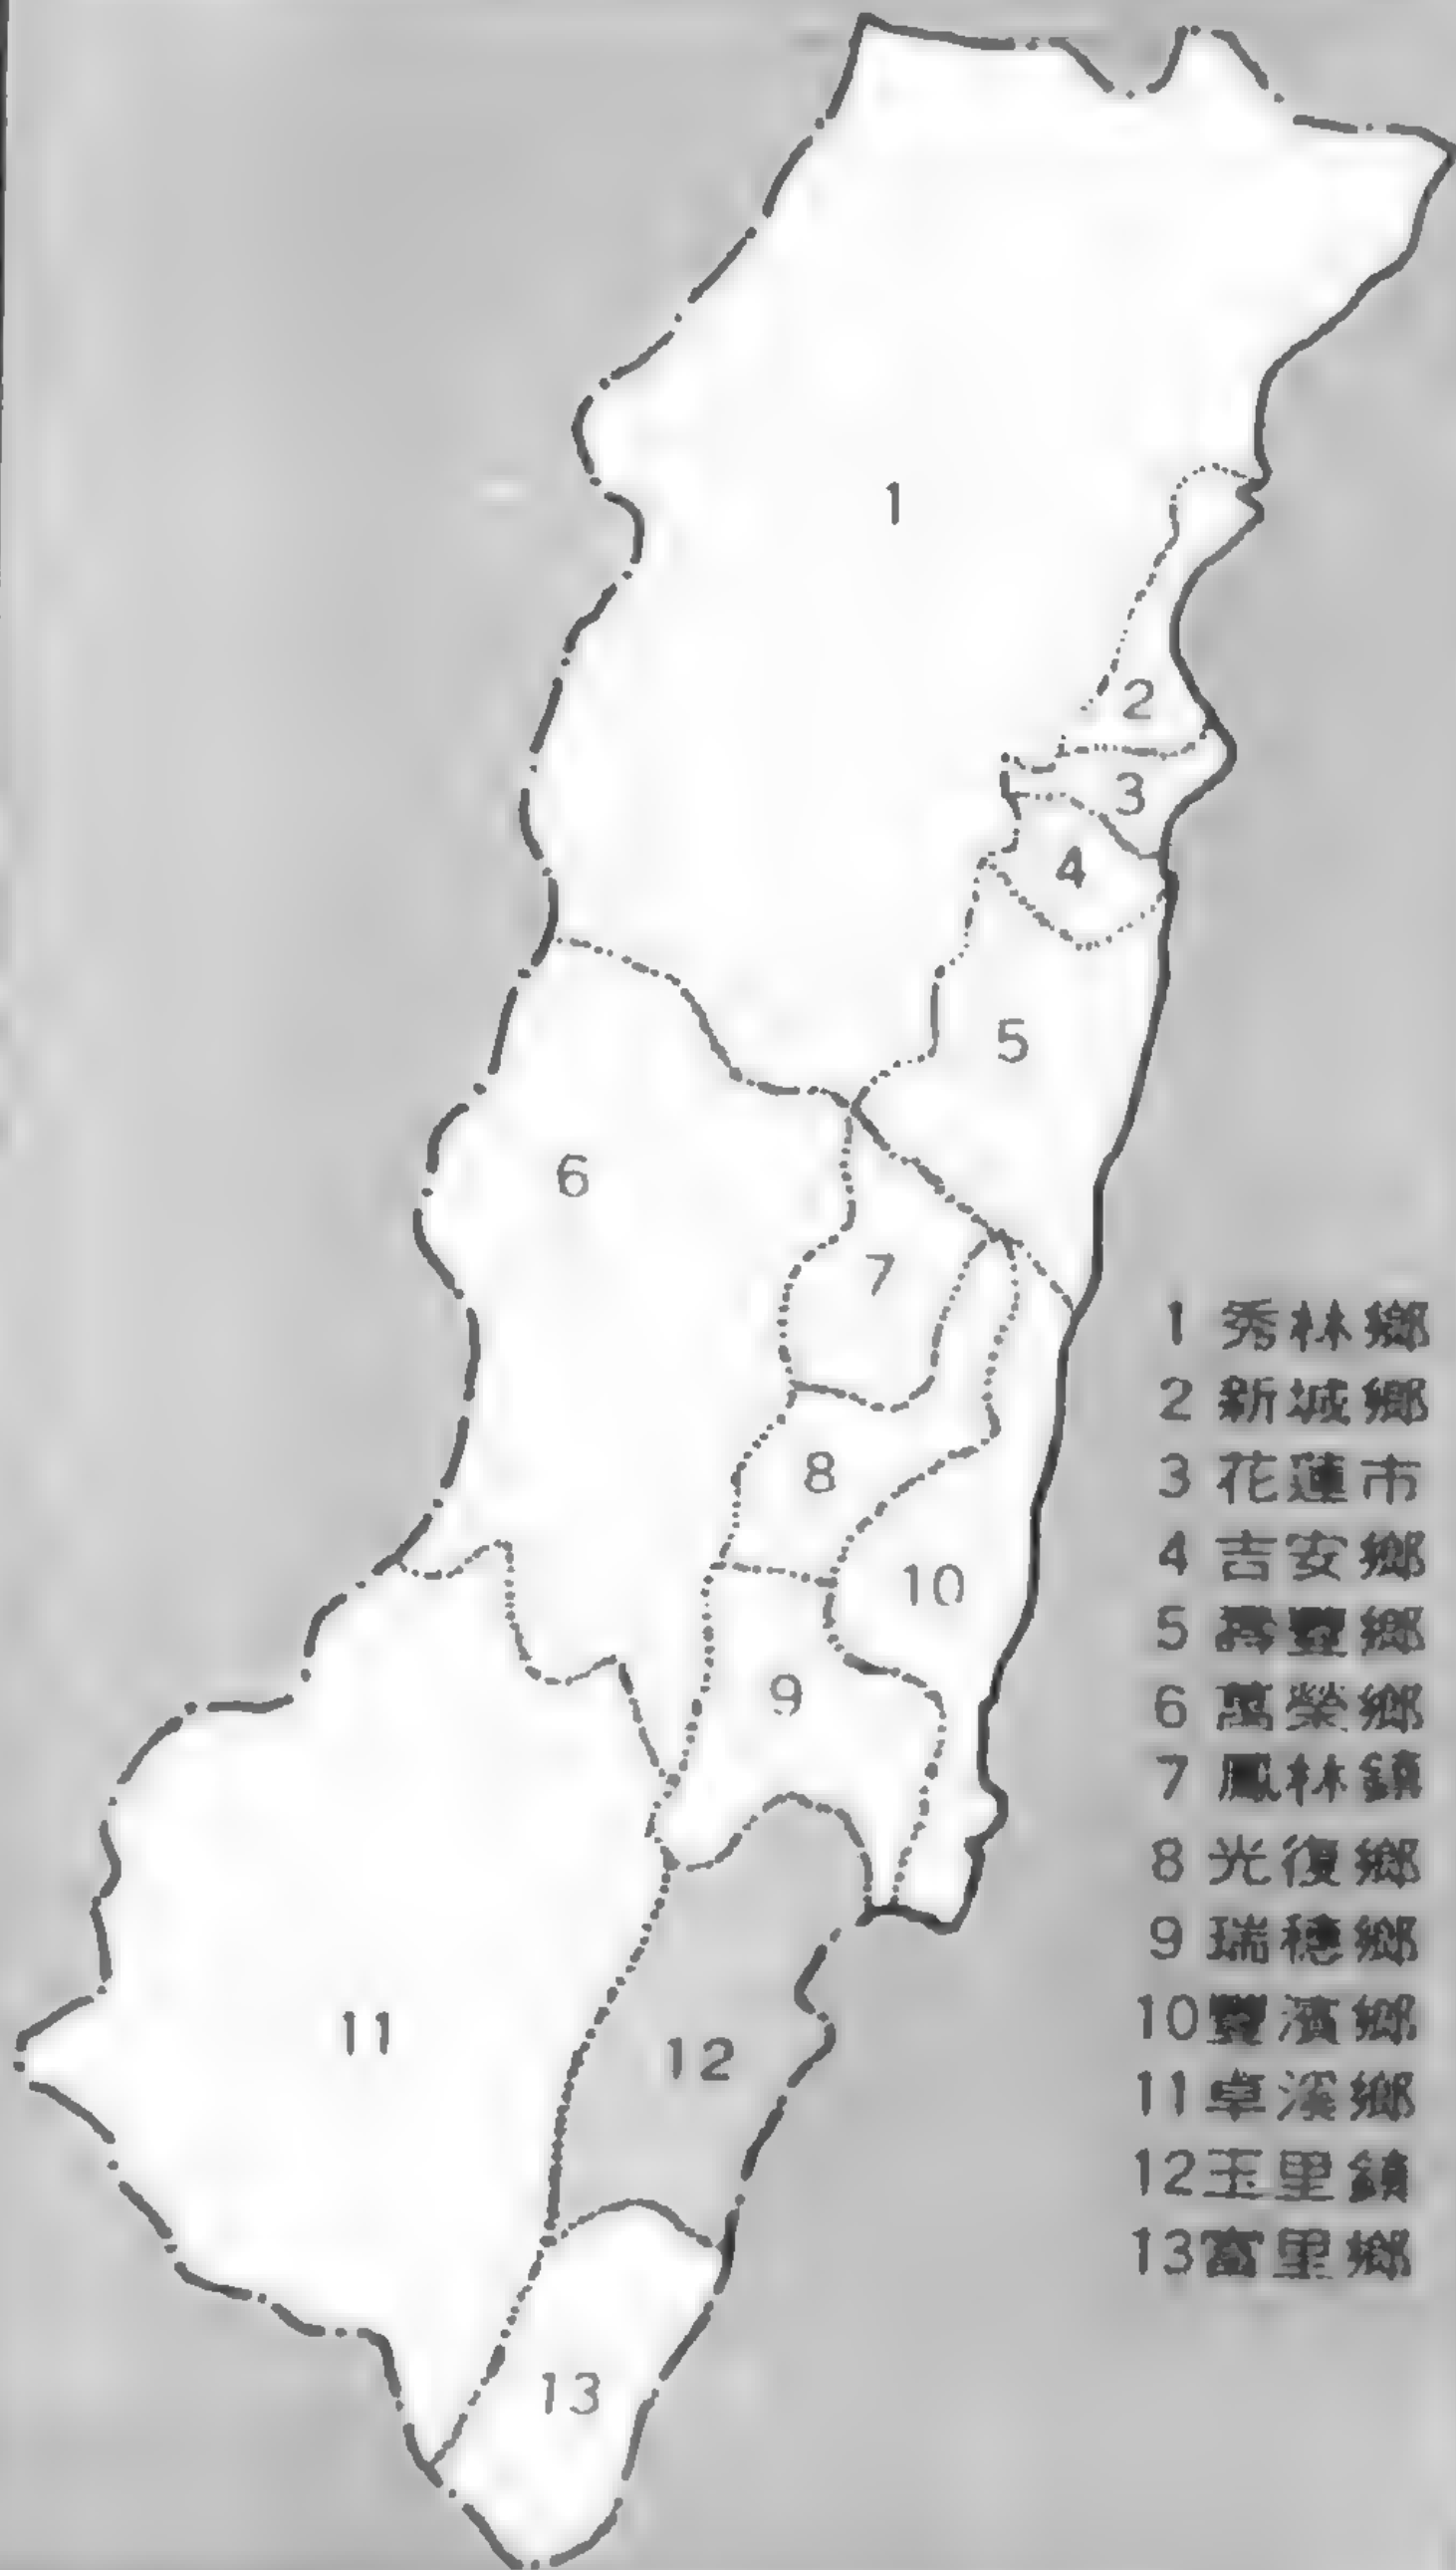 1
2
3
4
5
6
7
8
10
9
11
12
13
1 秀林鄉
2 新城鄉
3 花蓮市
4 吉安鄉
5 壽豐鄉
6 萬榮鄉
7 鳳林鎮
8 光復鄉
9 瑞穗鄉
10 豐濱鄉
11 卓溪鄉
12 玉里鎮
13 富里鄉